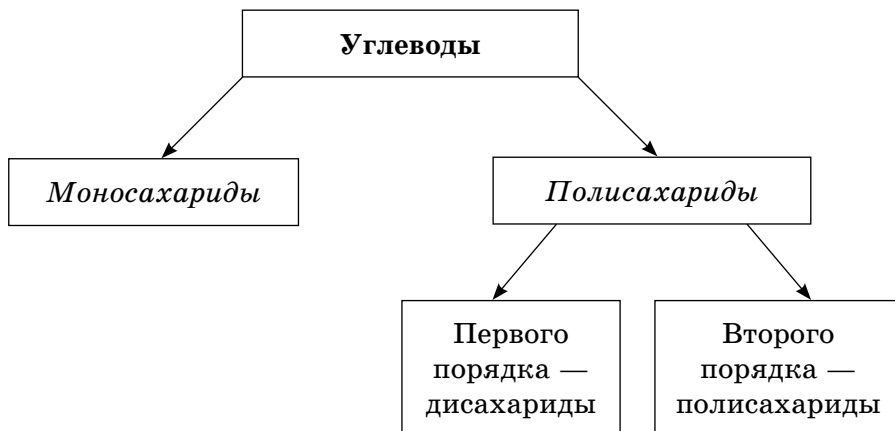 Углеводы
Моносахариды
Полисахариды
Первого
порядка —
дисахариды
Второго
порядка —
полисахариды